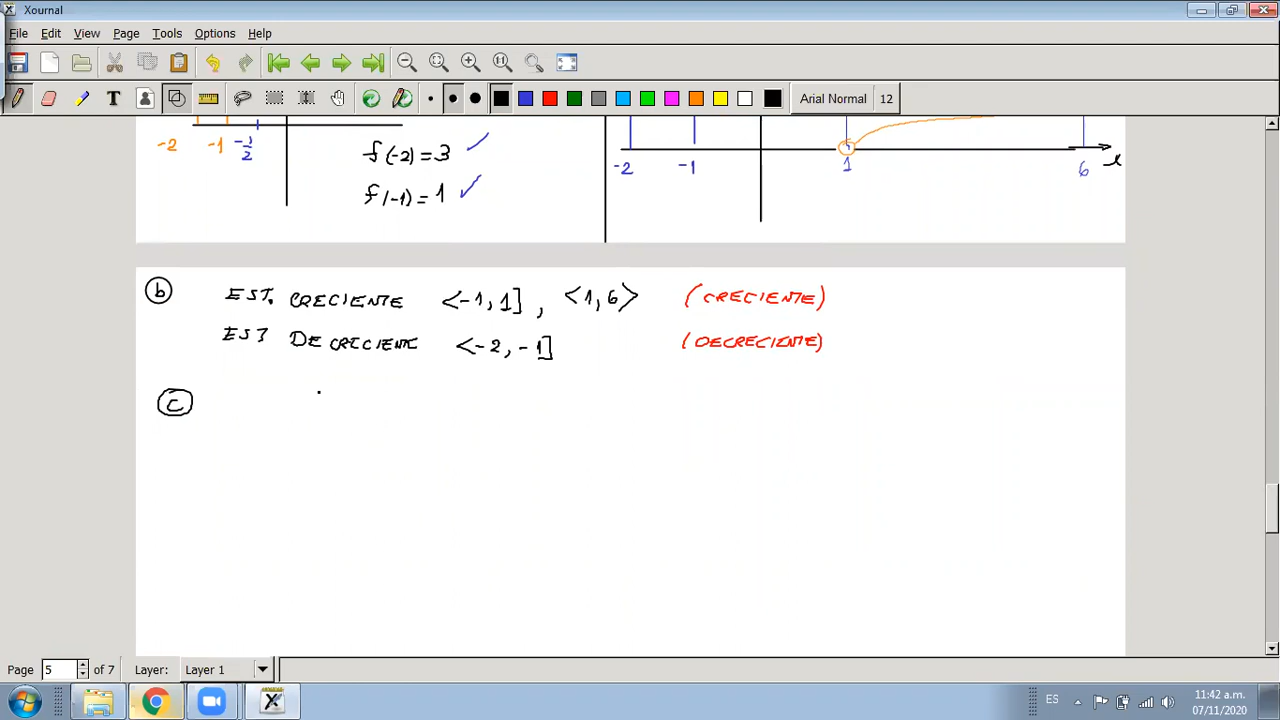 Xournal
File Edit View Page Tools Options Help
Arial Normal 12
-2 -1 -1/2
f(-2) = 3 ✓
f(-1) = 1 ✓
-2 -1 1 6 x
b EST. CRECIENTE <-1, 1] , <1, 6> (CRECIENTE)
EST DECRECIENTE <-2, -1] (DECRECIENTE)
C
Page 5 of 7 Layer: Layer 1
ES 11:42 a.m.
07/11/2020